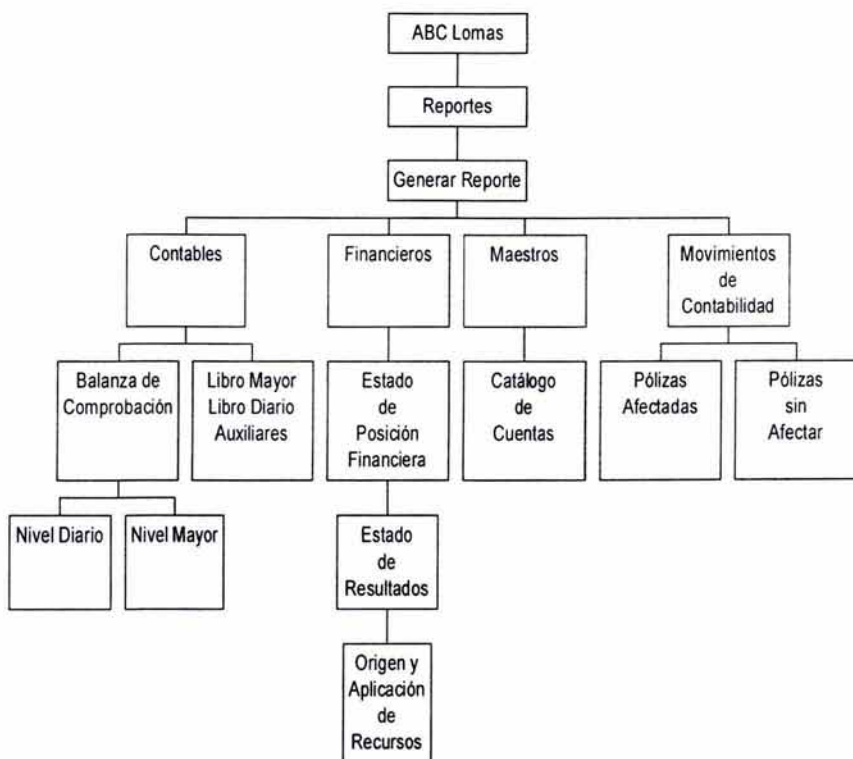 ABC Lomas
Reportes
Generar Reporte
Contables
Financieros
Maestros
Movimientos
de
Contabilidad
Balanza de
Comprobación
Libro Mayor
Libro Diario
Auxiliares
Estado
de
Posición
Financiera
Catálogo
de
Cuentas
Pólizas
Afectadas
Pólizas
sin
Afectar
Nivel Diario
Nivel Mayor
Estado
de
Resultados
Origen y
Aplicación
de
Recursos